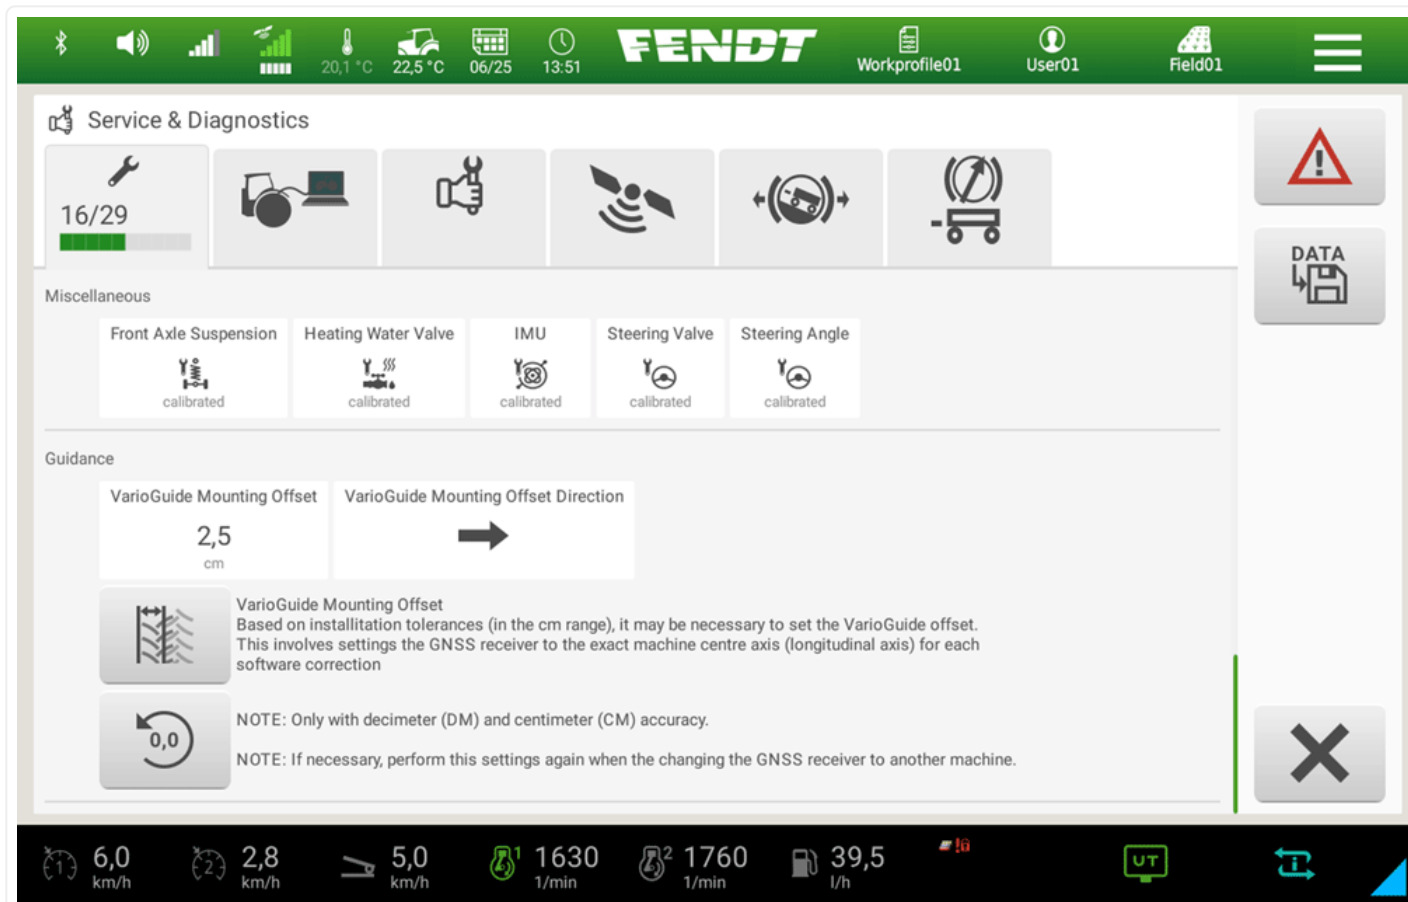 20,1 °C
22,5 °C
06/25
13:51
FENDT
Workprofile01
User01
Field01
Service & Diagnostics
16/29
DATA
Miscellaneous
Front Axle Suspension
Heating Water Valve
IMU
Steering Valve
Steering Angle
calibrated
calibrated
calibrated
calibrated
calibrated
Guidance
VarioGuide Mounting Offset
VarioGuide Mounting Offset Direction
2,5
cm
VarioGuide Mounting Offset
Based on installitation tolerances (in the cm range), it may be necessary to set the VarioGuide offset.
This involves settings the GNSS receiver to the exact machine centre axis (longitudinal axis) for each
software correction
0,0
NOTE: Only with decimeter (DM) and centimeter (CM) accuracy.
NOTE: If necessary, perform this settings again when the changing the GNSS receiver to another machine.
1
6,0
km/h
2
2,8
km/h
5,0
km/h
1
1630
1/min
2
1760
1/min
39,5
l/h
UT
i